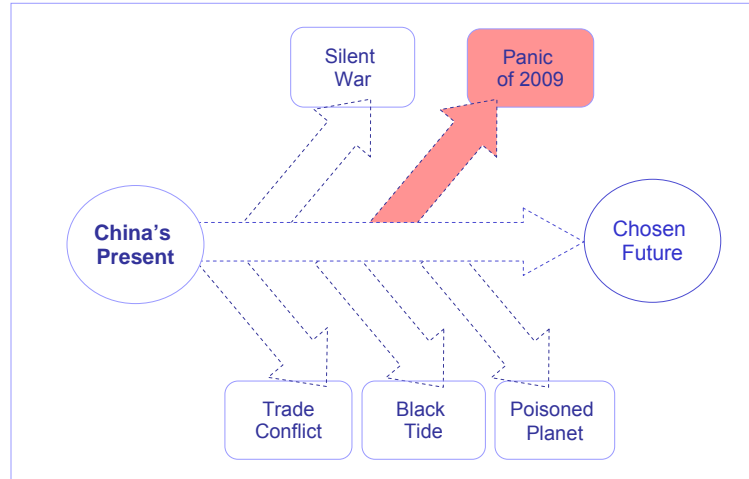 Silent
War
Panic
of 2009
China’s
Present
Chosen
Future
Trade
Conflict
Black
Tide
Poisoned
Planet